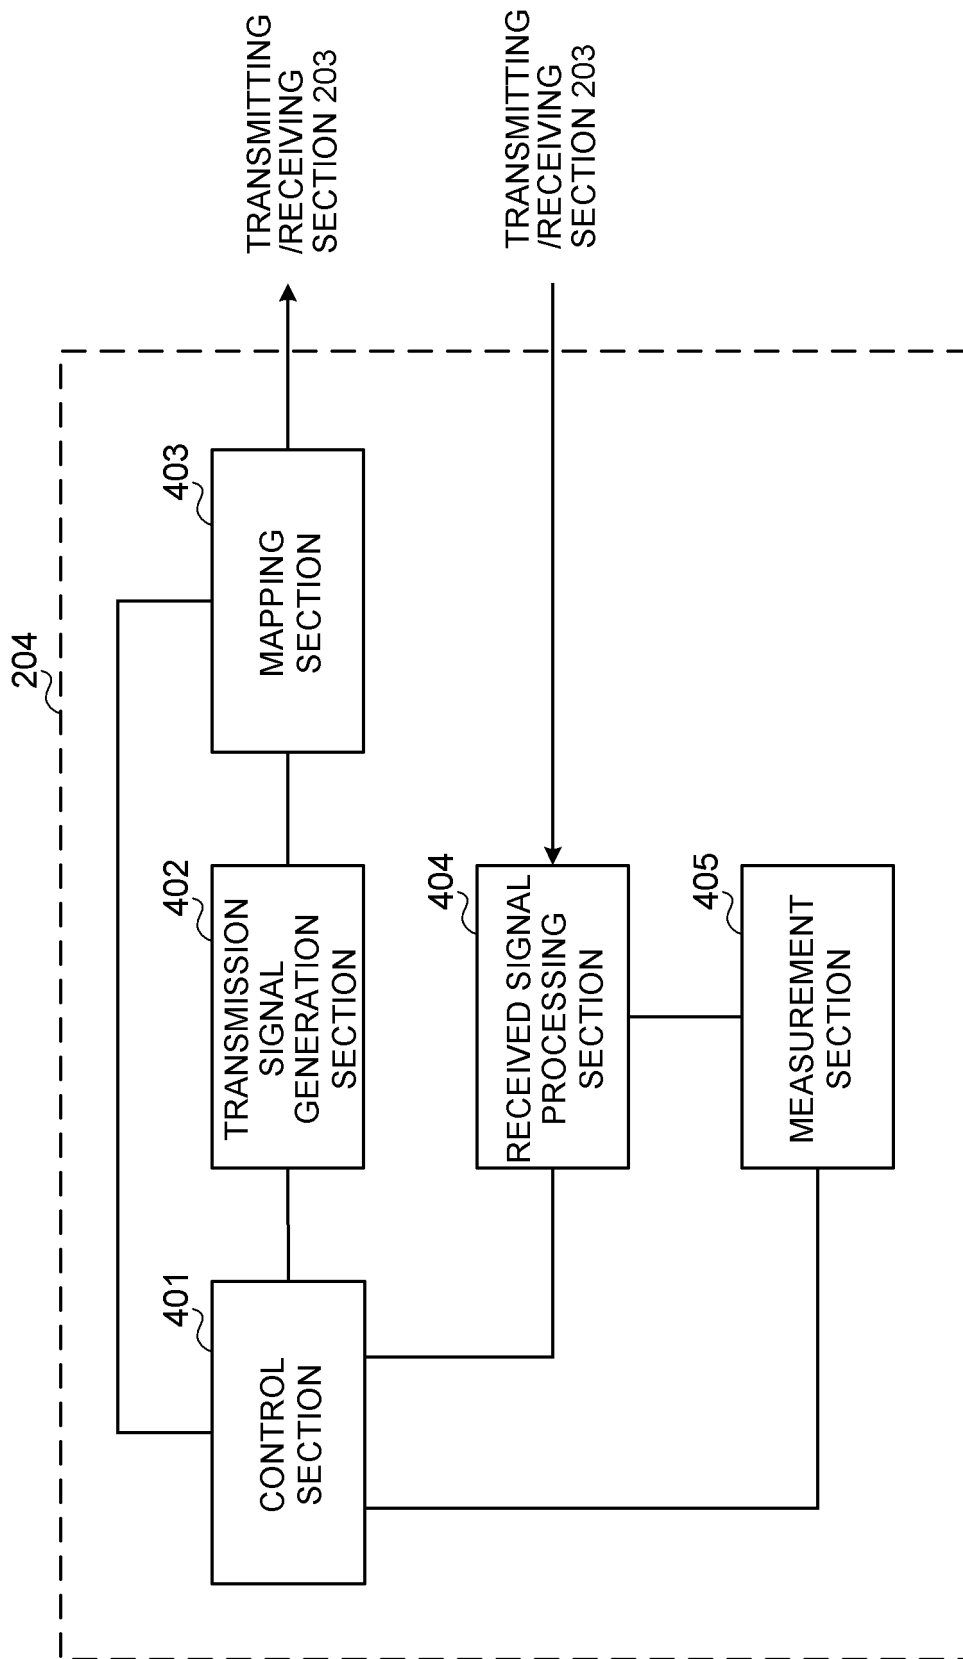 204
401
CONTROL
SECTION
402
TRANSMISSION
SIGNAL
GENERATION
SECTION
403
MAPPING
SECTION
TRANSMITTING
/RECEIVING
SECTION 203
404
RECEIVED SIGNAL
PROCESSING
SECTION
TRANSMITTING
/RECEIVING
SECTION 203
405
MEASUREMENT
SECTION